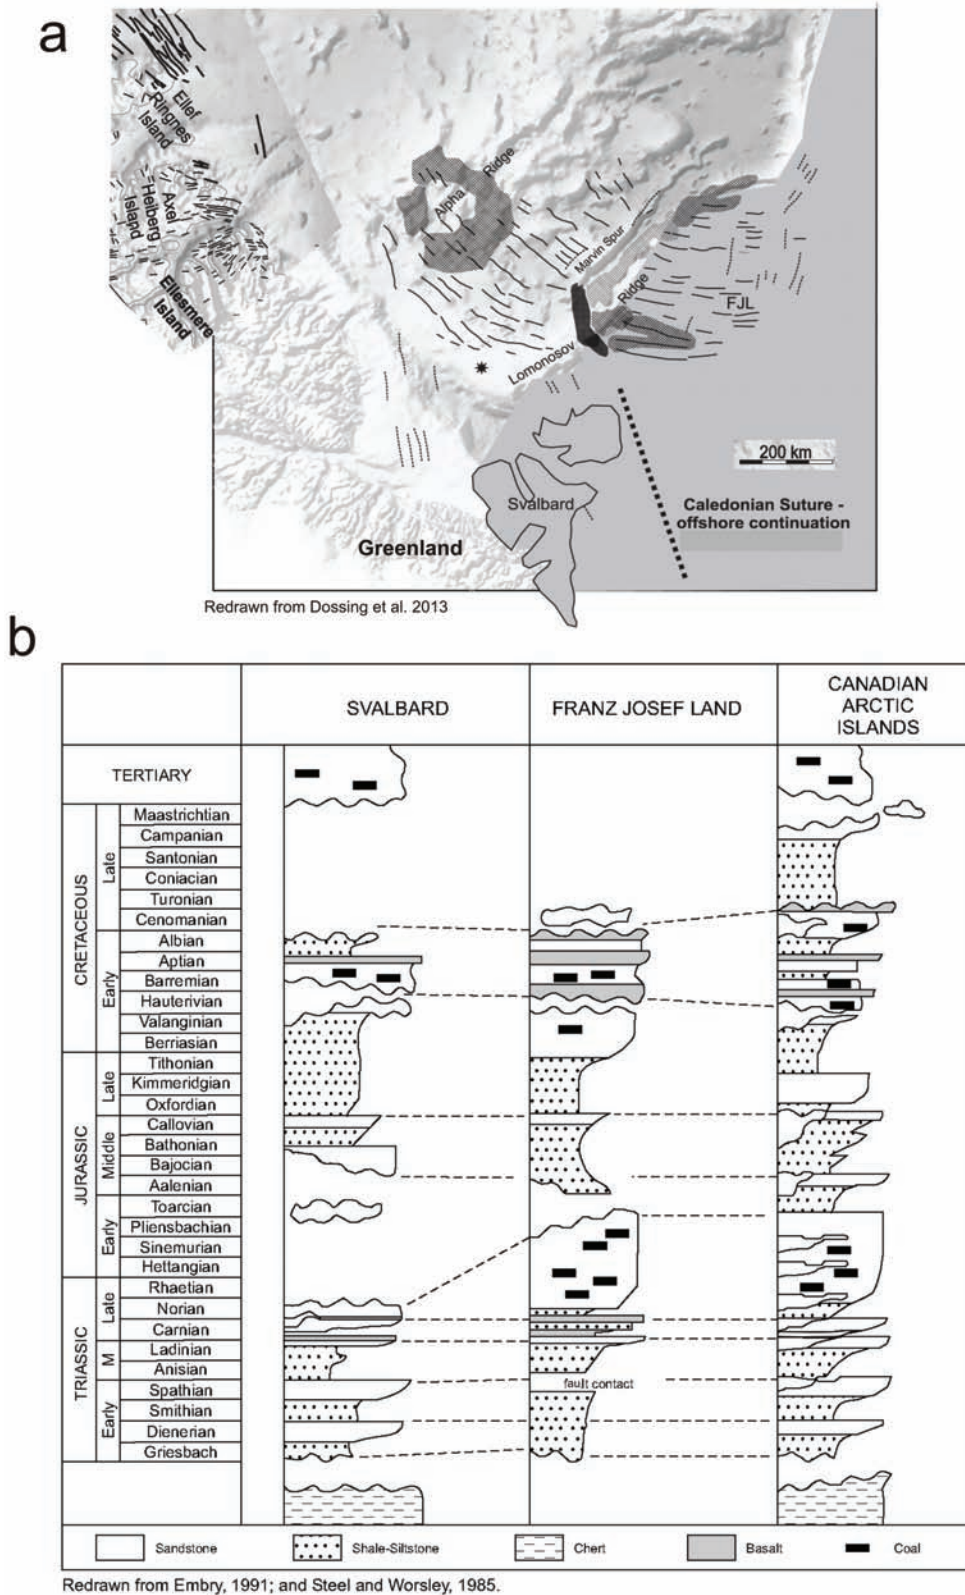 a
Ellef
Ringnes
Island
Axel
Heiberg
Island
Ellesmere
Island
Alpha
Ridge
Marvin Spur
Ridge
Lomonosov
FJL
200 km
Svalbard
Caledonian Suture -
offshore continuation
Greenland
Redrawn from Dossing et al. 2013
b
SVALBARD
FRANZ JOSEF LAND
CANADIAN
ARCTIC
ISLANDS
TERTIARY
CRETACEOUS
Late
Maastrichtian
Campanian
Santonian
Coniacian
Turonian
Cenomanian
Early
Albian
Aptian
Barremian
Hauterivian
Valanginian
Berriasian
JURASSIC
Late
Tithonian
Kimmeridgian
Oxfordian
Middle
Callovian
Bathonian
Bajocian
Aalenian
Early
Toarcian
Pliensbachian
Sinemurian
Hettangian
TRIASSIC
Late
Rhaetian
Norian
Carnian
M
Ladinian
Anisian
Early
Spathian
Smithian
Dienerian
Griesbach
fault contact
Sandstone
Shale-Siltstone
Chert
Basalt
Coal
Redrawn from Embry, 1991; and Steel and Worsley, 1985.